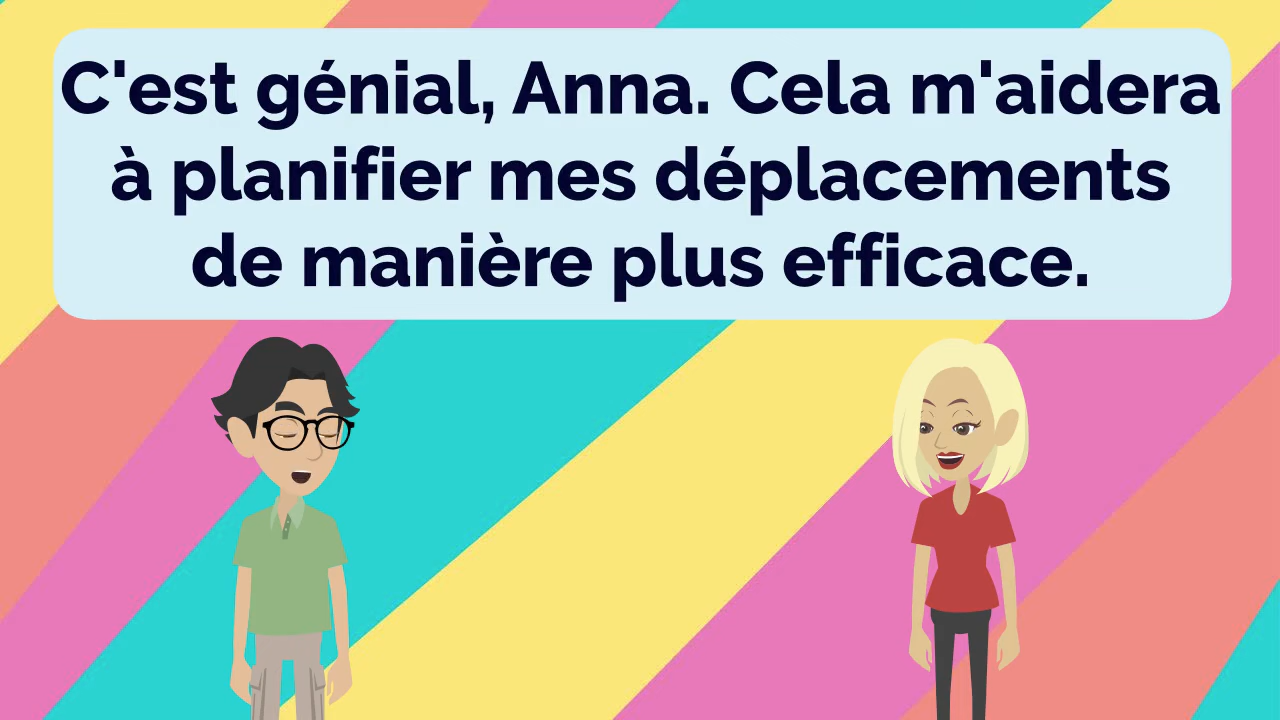 C'est génial, Anna. Cela m'aidera
à planifier mes déplacements
de manière plus efficace.